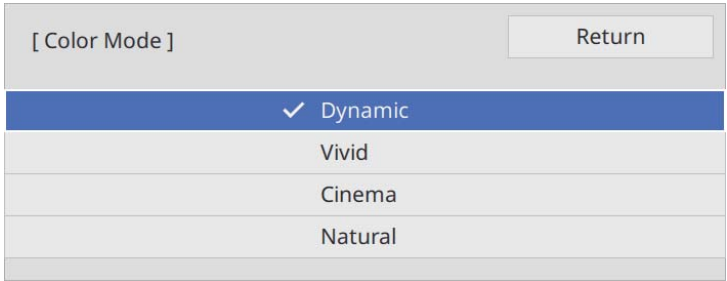 [ Color Mode ]
Return
Dynamic
Vivid
Cinema
Natural